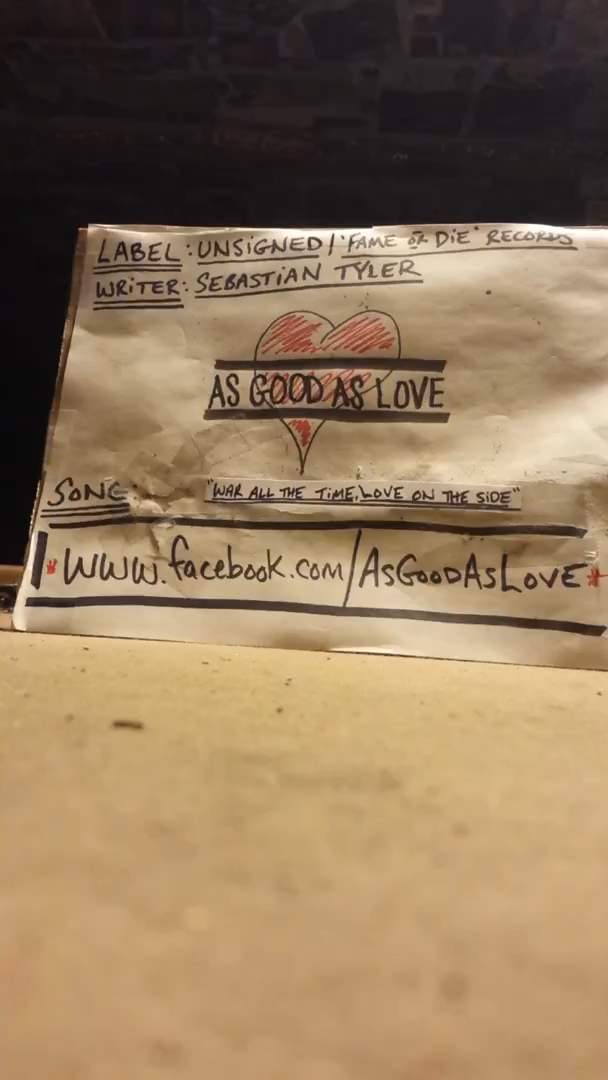 LABEL: UNSIGNED / 'FAME OR DIE' RECORDS
WRITER: SEBASTIAN TYLER
AS GOOD AS LOVE
SONG: "WAR ALL THE TIME, LOVE ON THE SIDE"
* www.facebook.com/AsGoodAsLove *